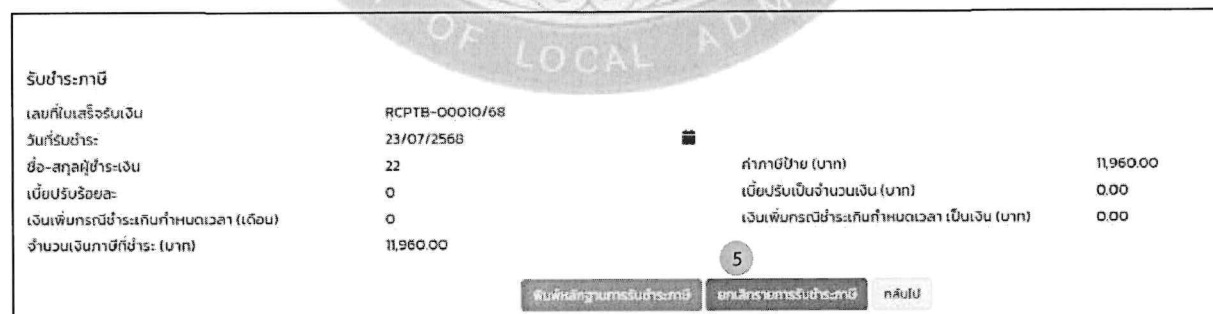 OF LOCAL ADM
รับชำระภาษี
เลขที่ใบเสร็จรับเงิน RCPTB-00010/68
วันที่รับชำระ 23/07/2568
ชื่อ-สกุลผู้ชำระเงิน 22 ค่าภาษีป้าย (บาท) 11,960.00
เบี้ยปรับร้อยละ 0 เบี้ยปรับเป็นจำนวนเงิน (บาท) 0.00
เงินเพิ่มกรณีชำระเกินกำหนดเวลา (เดือน) 0 เงินเพิ่มกรณีชำระเกินกำหนดเวลา เป็นเงิน (บาท) 0.00
จำนวนเงินภาษีที่ชำระ (บาท) 11,960.00
5
พิมพ์หลักฐานการรับชำระภาษี ยกเลิกรายการรับชำระภาษี กลับไป